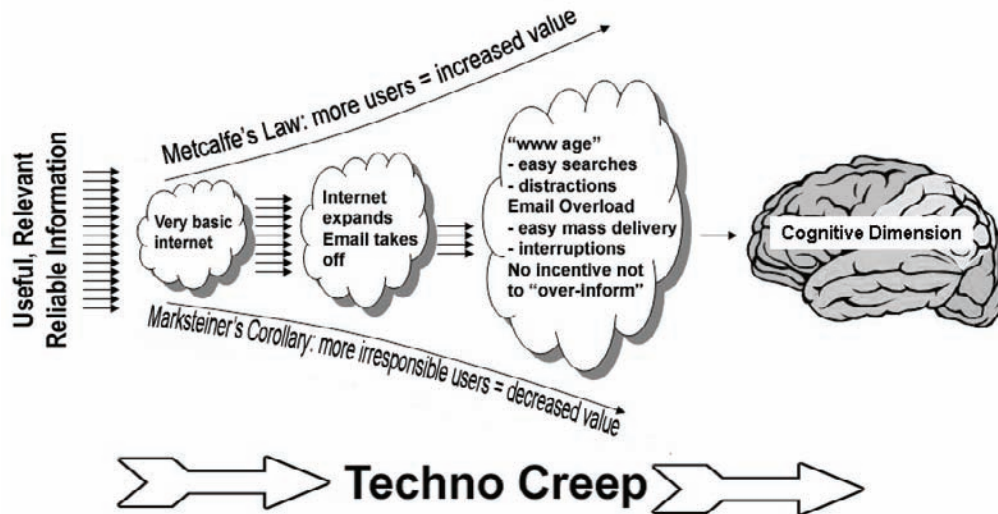 Metcalfe's Law: more users = increased value
Useful, Relevant
Reliable Information
Very basic
internet
Internet
expands
Email takes
off
“www age”
- easy searches
- distractions
Email Overload
- easy mass delivery
- interruptions
No incentive not
to “over-inform”
Cognitive Dimension
Marksteiner's Corollary: more irresponsible users = decreased value
Techno Creep